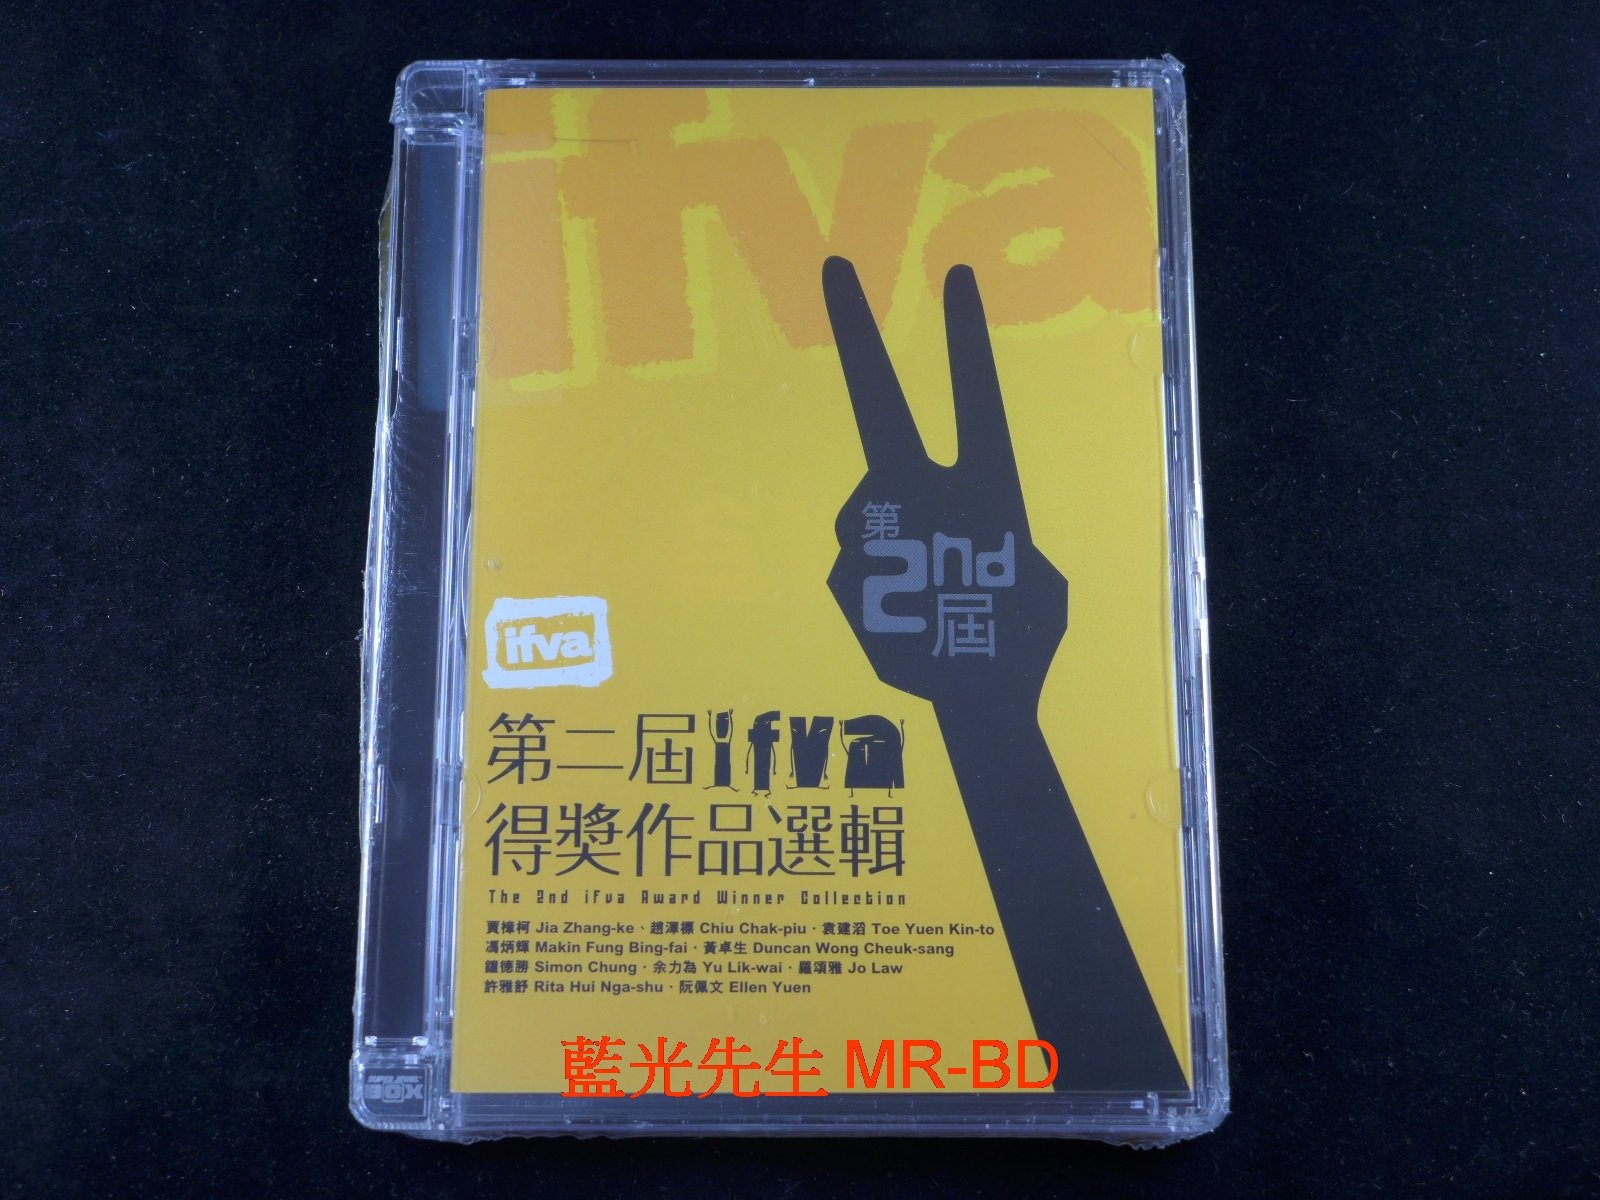 ifva
第
2nd
屆
ifva
第二屆ifva
得獎作品選輯
The 2nd iFva Award Winner Collection
賈樟柯 Jia Zhang-ke、趙澤標 Chiu Chak-piu · 袁建滔 Toe Yuen Kin-to
馮炳輝 Makin Fung Bing-fai · 黃卓生 Duncan Wong Cheuk-sang
鍾德勝 Simon Chung · 余力為 Yu Lik-wai · 羅頌雅 Jo Law
許雅舒 Rita Hui Nga-shu · 阮佩文 Ellen Yuen
藍光先生 MR-BD
SUPER JEWEL
BOX